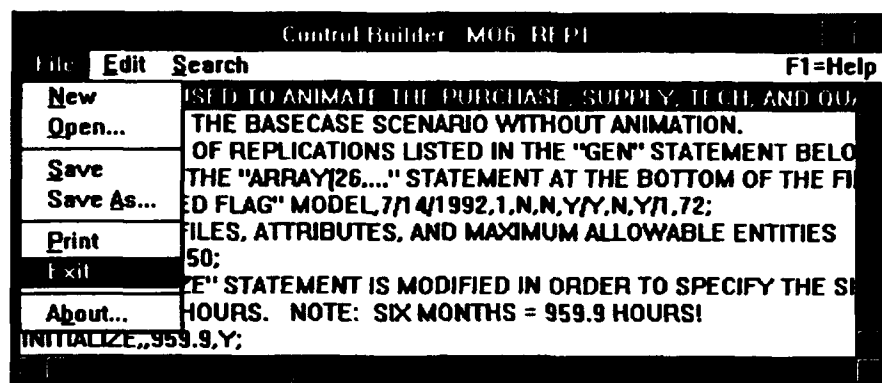 Control Builder M06 REP1
File Edit Search F1=Help
New
Open...
Save
Save As...
Print
Exit
About...
ISED TO ANIMATE THE PURCHASE, SUPPLY, TECH, AND QUA
THE BASECASE SCENARIO WITHOUT ANIMATION.
OF REPLICATIONS LISTED IN THE "GEN" STATEMENT BELO
THE "ARRAY[26...." STATEMENT AT THE BOTTOM OF THE FI
ED FLAG" MODEL,7/14/1992,1,N,N,Y/Y,N,Y/1,72;
FILES, ATTRIBUTES, AND MAXIMUM ALLOWABLE ENTITIES
50;
ZE" STATEMENT IS MODIFIED IN ORDER TO SPECIFY THE SI
HOURS. NOTE: SIX MONTHS = 959.9 HOURS!
INITIALIZE,,959.9,Y;